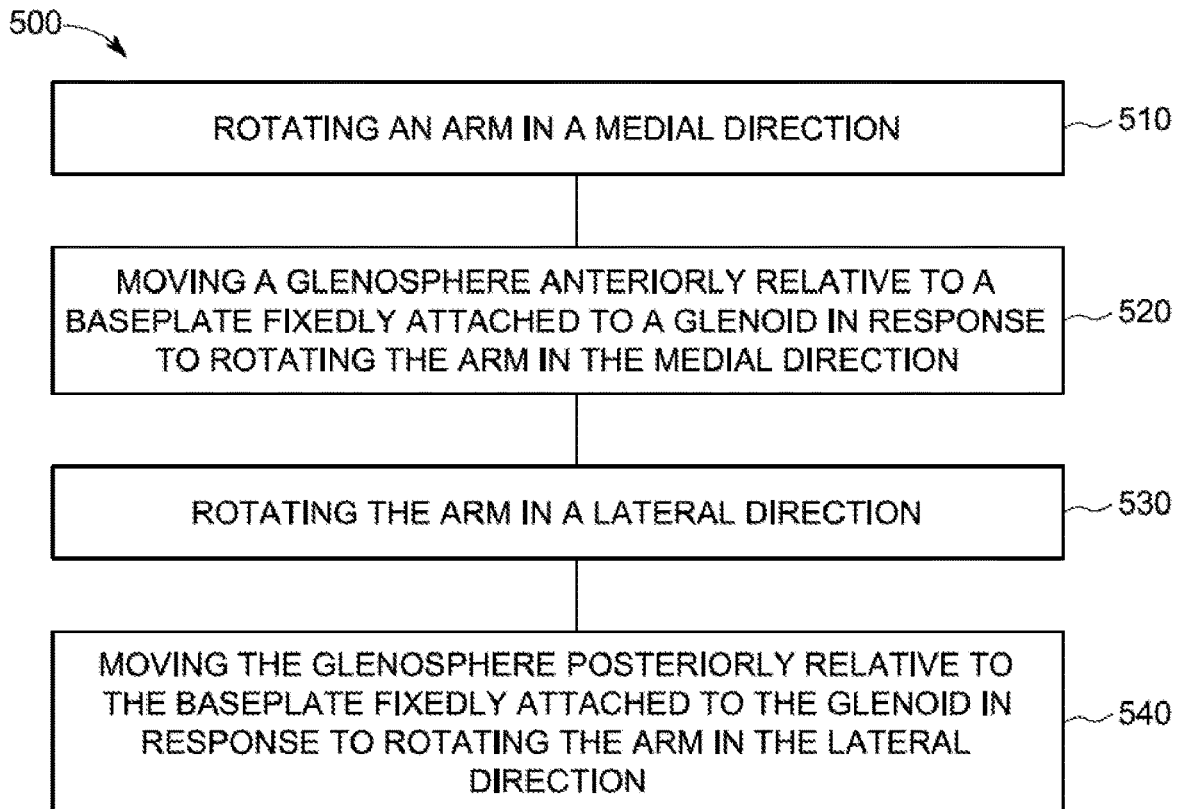 500
ROTATING AN ARM IN A MEDIAL DIRECTION
510
MOVING A GLENOSPHERE ANTERIORLY RELATIVE TO A
BASEPLATE FIXEDLY ATTACHED TO A GLENOID IN RESPONSE
TO ROTATING THE ARM IN THE MEDIAL DIRECTION
520
ROTATING THE ARM IN A LATERAL DIRECTION
530
MOVING THE GLENOSPHERE POSTERIORLY RELATIVE TO
THE BASEPLATE FIXEDLY ATTACHED TO THE GLENOID IN
RESPONSE TO ROTATING THE ARM IN THE LATERAL
DIRECTION
540